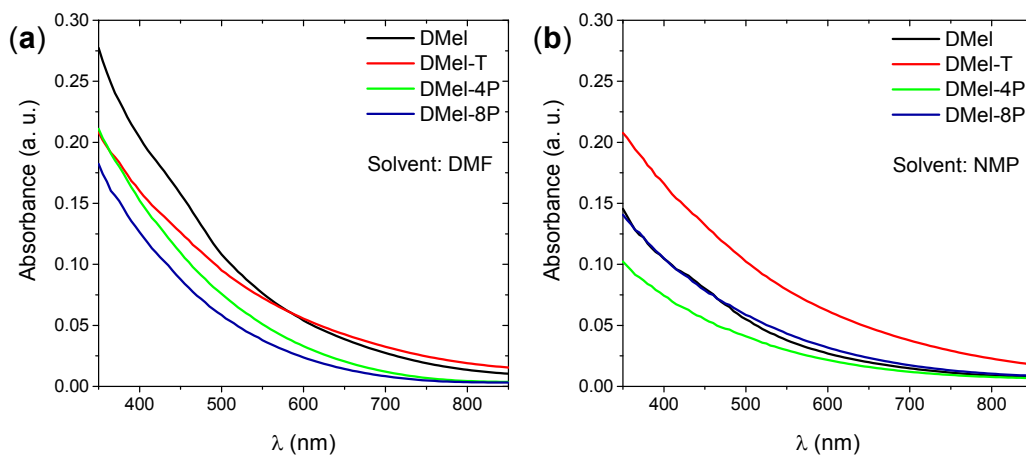 (a)
0.30
0.25
0.20
0.15
0.10
0.05
0.00
Absorbance (a. u.)
DMel
DMel-T
DMel-4P
DMel-8P
Solvent: DMF
400 500 600 700 800
λ (nm)
(b)
0.30
0.25
0.20
0.15
0.10
0.05
0.00
Absorbance (a. u.)
DMel
DMel-T
DMel-4P
DMel-8P
Solvent: NMP
400 500 600 700 800
λ (nm)